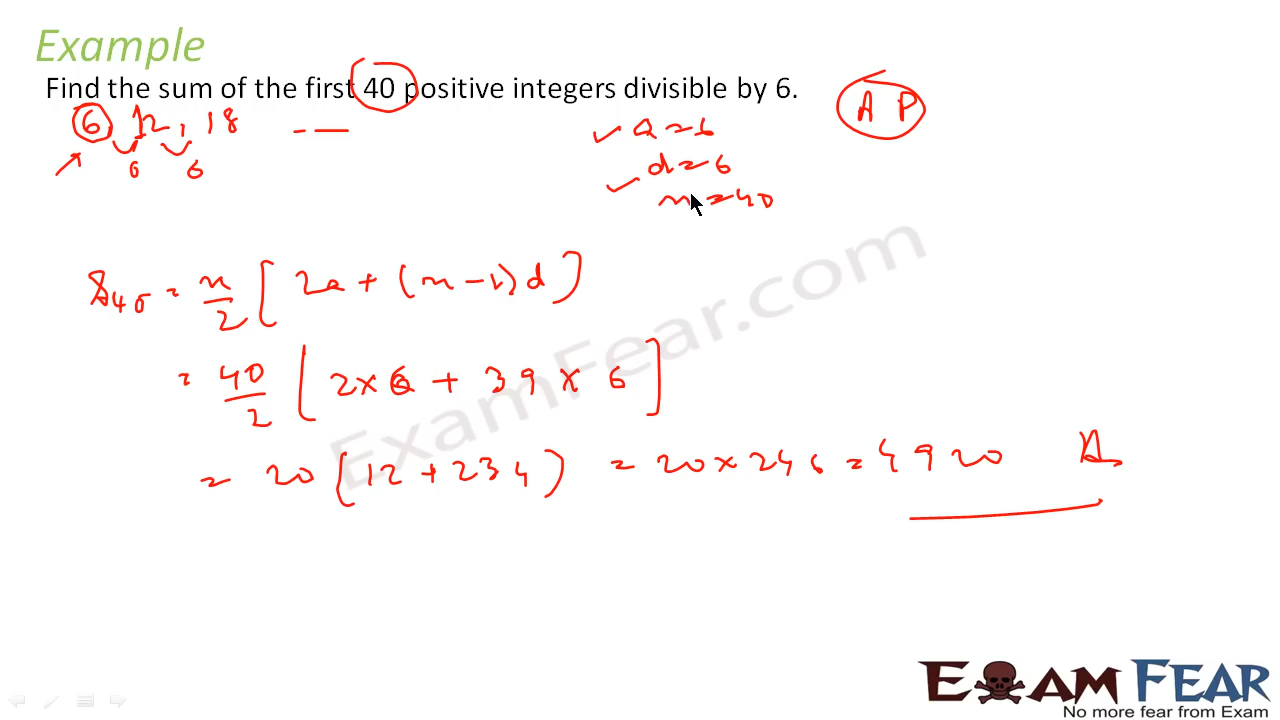 Example
Find the sum of the first 40 positive integers divisible by 6.
A P
6 12, 18 - —
a = 6
6 6
d = 6
n = 40
S40 = n/2 [ 2a + (n - 1) d ]
= 40/2 [ 2 × 6 + 39 × 6 ]
= 20 ( 12 + 234 ) = 20 × 246 = 4920
ExamFear.com
EXAM FEAR
No more fear from Exam